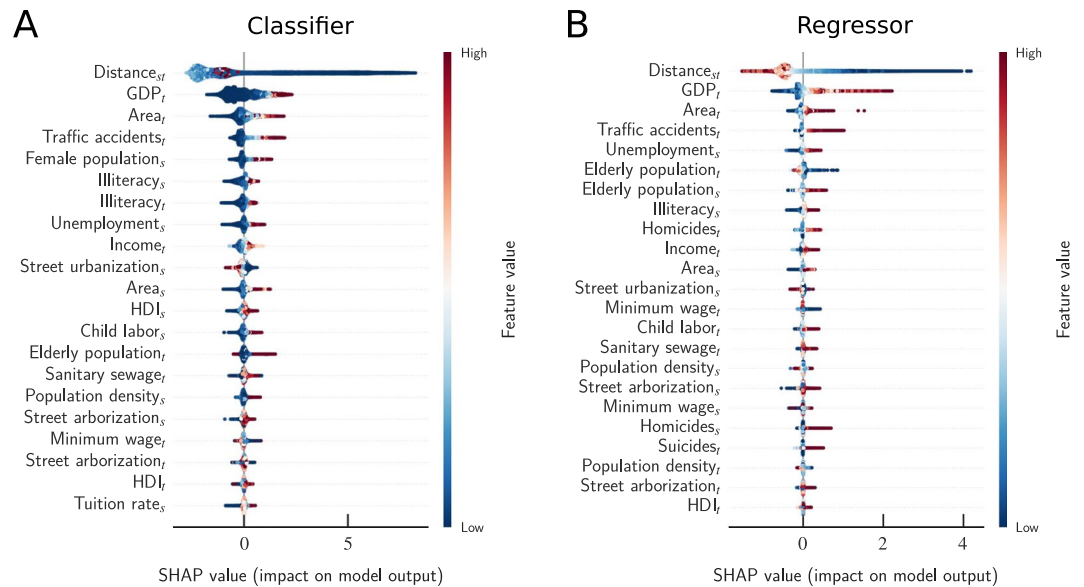 A
Classifier
Distance_st
GDP_t
Area_t
Traffic accidents_t
Female population_s
Illiteracy_s
Illiteracy_t
Unemployment_s
Income_t
Street urbanization_s
Area_s
HDI_s
Child labor_s
Elderly population_t
Sanitary sewage_t
Population density_s
Street arborization_s
Minimum wage_t
Street arborization_t
HDI_t
Tuition rate_s
0 5
SHAP value (impact on model output)
High
Feature value
Low
B
Regressor
Distance_st
GDP_t
Area_t
Traffic accidents_t
Unemployment_s
Elderly population_t
Elderly population_s
Illiteracy_s
Homicides_t
Income_t
Area_s
Street urbanization_s
Minimum wage_t
Child labor_t
Sanitary sewage_t
Population density_s
Street arborization_s
Minimum wage_s
Homicides_s
Suicides_t
Population density_t
Street arborization_t
HDI_t
0 2 4
SHAP value (impact on model output)
High
Feature value
Low